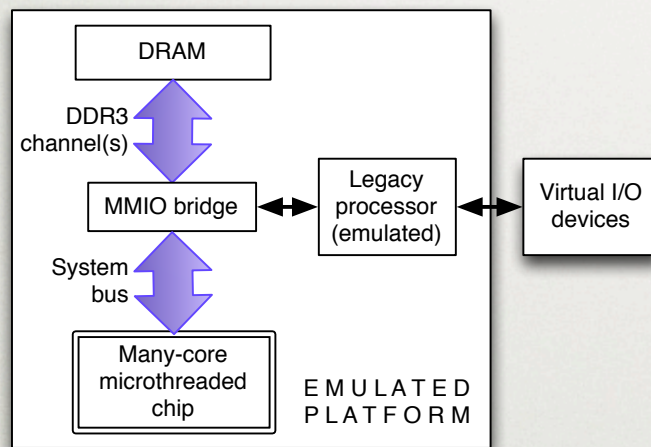 DRAM
DDR3
channel(s)
MMIO bridge
Legacy
processor
(emulated)
Virtual I/O
devices
System
bus
Many-core
microthreaded
chip
EMULATED
PLATFORM